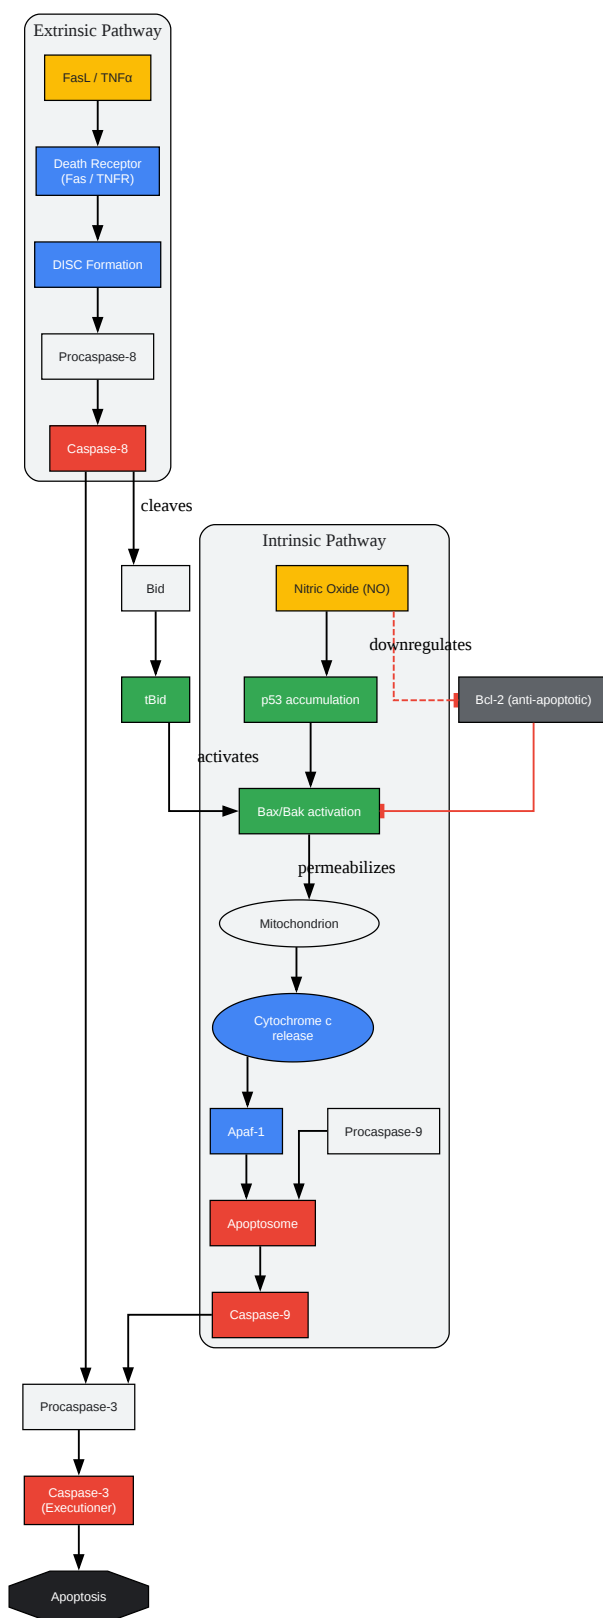 Extrinsic Pathway
FasL / TNFα
Death Receptor
(Fas / TNFR)
DISC Formation
Procaspase-8
Caspase-8
cleaves
Intrinsic Pathway
Bid
Nitric Oxide (NO)
downregulates
tBid
p53 accumulation
Bcl-2 (anti-apoptotic)
activates
Bax/Bak activation
permeabilizes
Mitochondrion
Cytochrome c
release
Apaf-1
Procaspase-9
Apoptosome
Caspase-9
Procaspase-3
Caspase-3
(Executioner)
Apoptosis